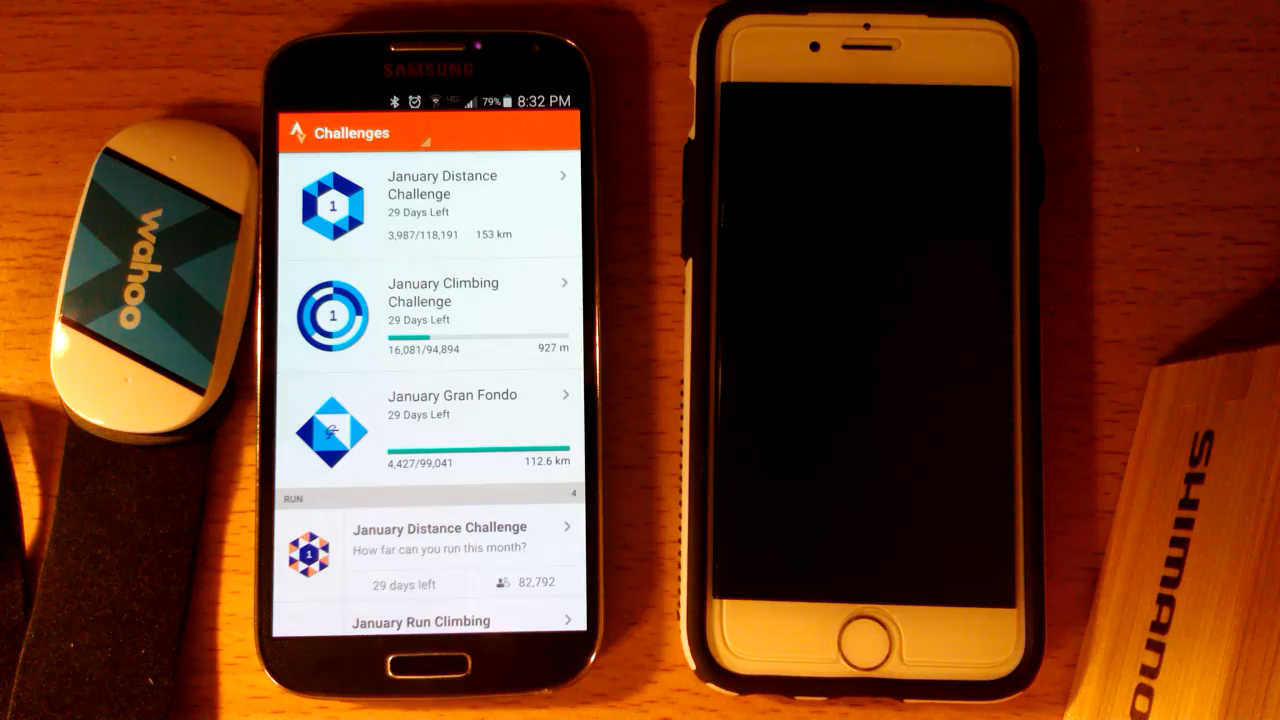 wahoo
SAMSUNG
4G 79% 8:32 PM
Challenges
1
January Distance
Challenge
29 Days Left
3,987/118,191 153 km
1
January Climbing
Challenge
29 Days Left
16,081/94,894 927 m
January Gran Fondo
29 Days Left
4,427/99,041 112.6 km
RUN 4
1
January Distance Challenge
How far can you run this month?
29 days left 82,792
January Run Climbing
SHIMANO